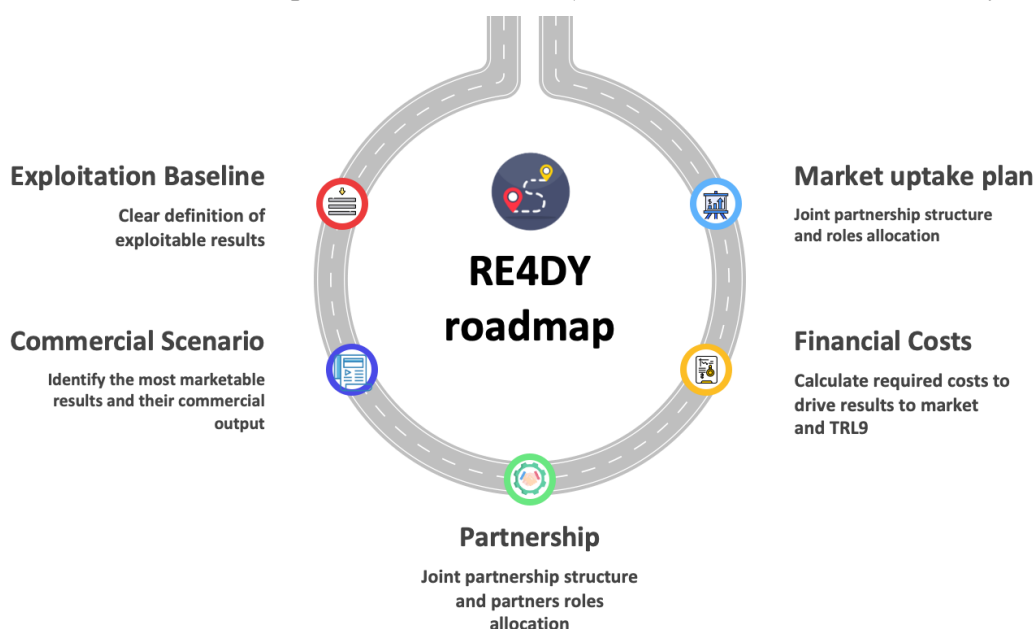 RE4DY
roadmap
Exploitation Baseline
Clear definition of
exploitable results
Commercial Scenario
Identify the most marketable
results and their commercial
output
Partnership
Joint partnership structure
and partners roles
allocation
Financial Costs
Calculate required costs to
drive results to market
and TRL9
Market uptake plan
Joint partnership structure
and roles allocation